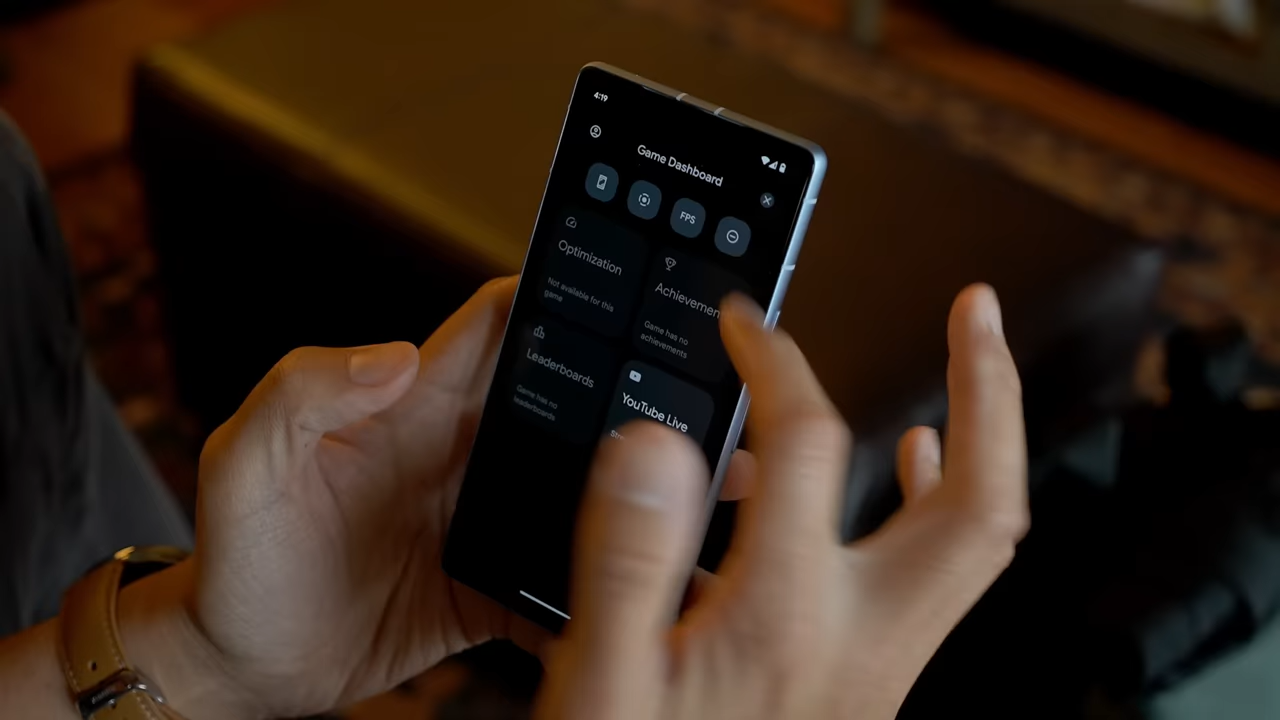 4:19
Game Dashboard
FPS
Optimization
Not available for this
game
Achievemen
Game has no
achievements
Leaderboards
Game has no
leaderboards
YouTube Live